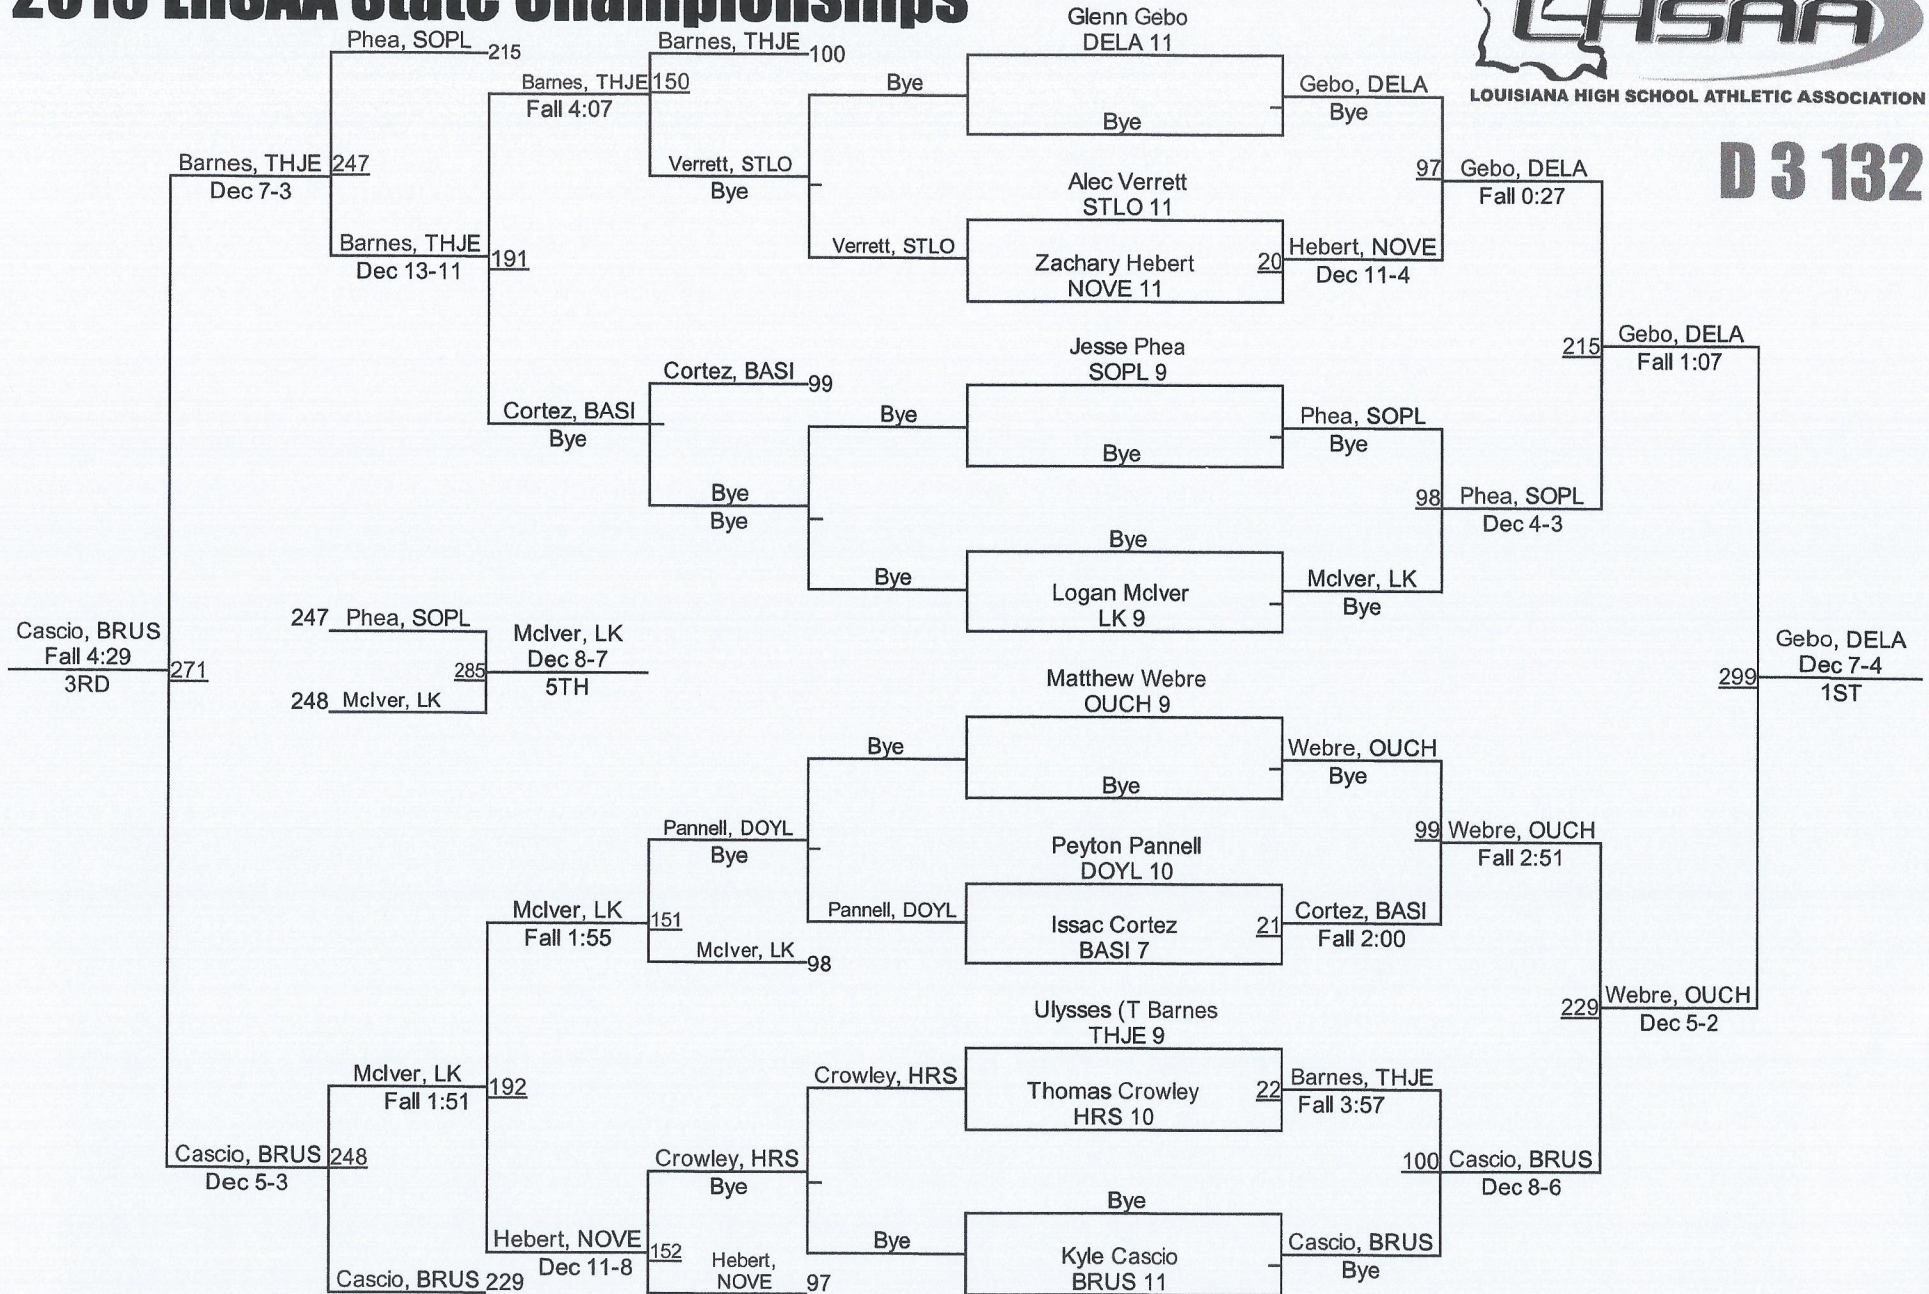 2013 LHSAA State Championships
LHSAA
LOUISIANA HIGH SCHOOL ATHLETIC ASSOCIATION
D 3 132
Glenn Gebo
DELA 11
Bye
Alec Verrett
STLO 11
Zachary Hebert
NOVE 11
20
Jesse Phea
SOPL 9
Bye
Bye
Logan McIver
LK 9
Matthew Webre
OUCH 9
Bye
Peyton Pannell
DOYL 10
Issac Cortez
BASI 7
21
Ulysses (T Barnes
THJE 9
Thomas Crowley
HRS 10
22
Bye
Kyle Cascio
BRUS 11
Gebo, DELA
Bye
97
Hebert, NOVE
Dec 11-4
Phea, SOPL
Bye
98
McIver, LK
Bye
Webre, OUCH
Bye
99
Cortez, BASI
Fall 2:00
Barnes, THJE
Fall 3:57
100
Cascio, BRUS
Bye
Gebo, DELA
Fall 0:27
215
Phea, SOPL
Dec 4-3
Webre, OUCH
Fall 2:51
229
Cascio, BRUS
Dec 8-6
Gebo, DELA
Fall 1:07
299
Webre, OUCH
Dec 5-2
Gebo, DELA
Dec 7-4
1ST
Bye
Verrett, STLO
Bye
Bye
Bye
Pannell, DOYL
Crowley, HRS
Bye
Barnes, THJE 100
Verrett, STLO
Bye
Cortez, BASI 99
Bye
Bye
Pannell, DOYL
Bye
McIver, LK 98
Crowley, HRS
Bye
Hebert,
NOVE 97
Barnes, THJE 150
Fall 4:07
Cortez, BASI
Bye
McIver, LK 151
Fall 1:55
Hebert, NOVE 152
Dec 11-8
Phea, SOPL 215
Barnes, THJE 191
Dec 13-11
McIver, LK 192
Fall 1:51
Cascio, BRUS 229
Barnes, THJE 247
Dec 7-3
Cascio, BRUS 248
Dec 5-3
Cascio, BRUS
Fall 4:29
3RD
271
247 Phea, SOPL
248 McIver, LK
285
McIver, LK
Dec 8-7
5TH